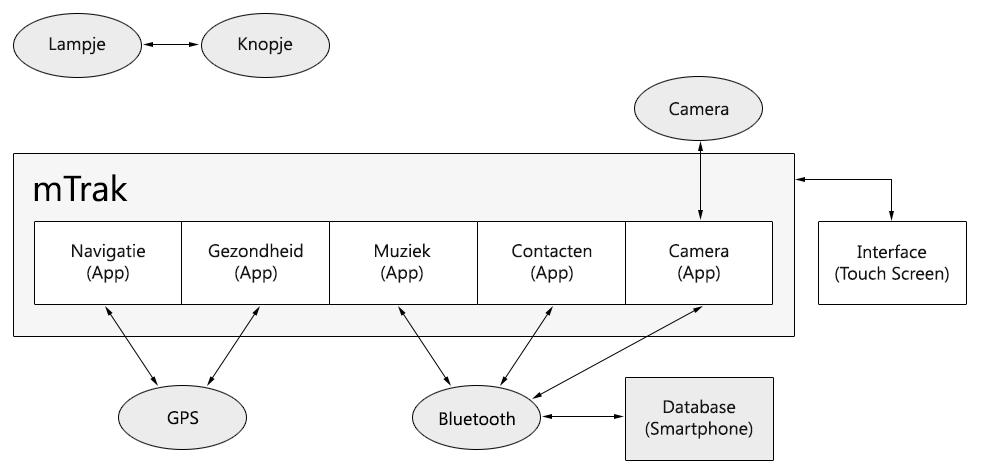 Lampje
Knopje
Camera
mTrak
Navigatie
(App)
Gezondheid
(App)
Muziek
(App)
Contacten
(App)
Camera
(App)
Interface
(Touch Screen)
GPS
Bluetooth
Database
(Smartphone)